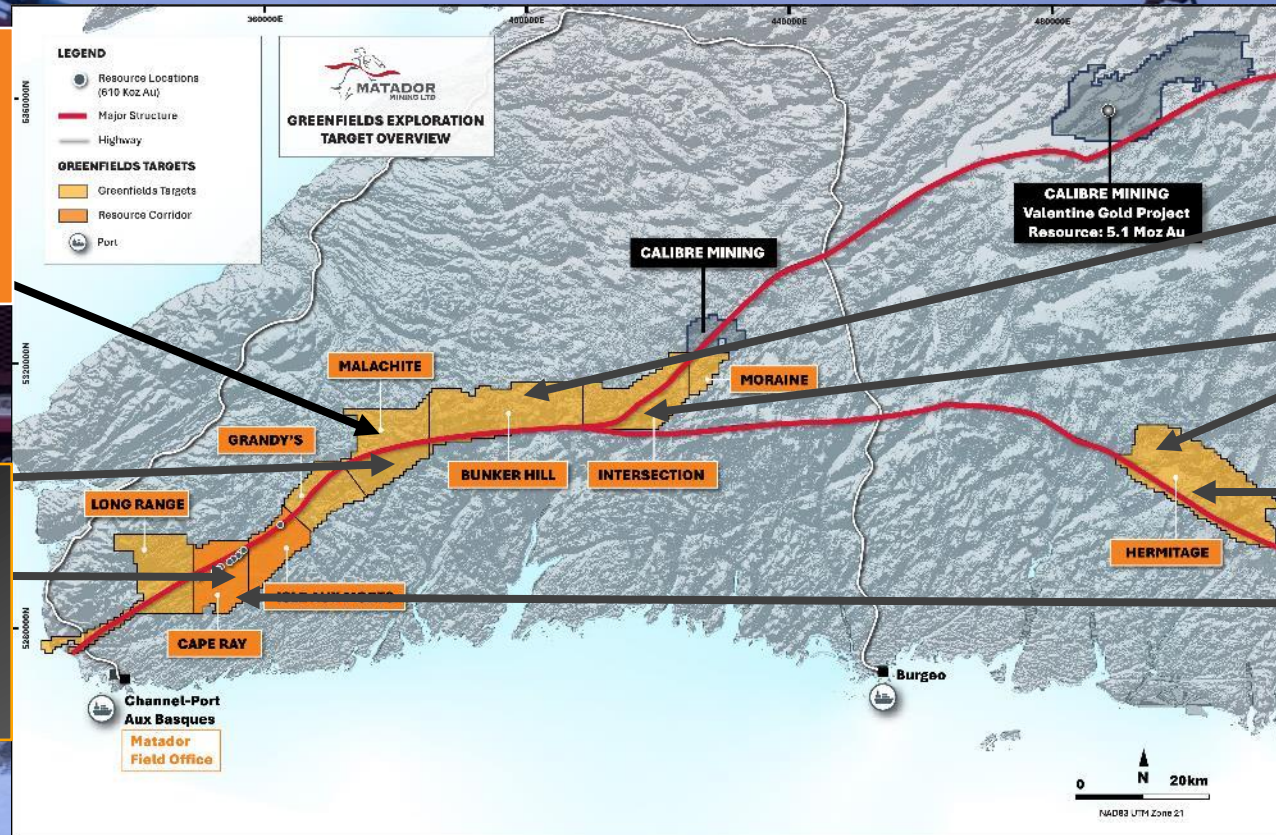 360000E
400000E
440000E
480000E
5360000N
5320000N
5280000N
LEGEND
Resource Locations
(610 Koz Au)
Major Structure
Highway
GREENFIELDS TARGETS
Greenfields Targets
Resource Corridor
Port
MATADOR
MINING LTD
GREENFIELDS EXPLORATION
TARGET OVERVIEW
CALIBRE MINING
Valentine Gold Project
Resource: 5.1 Moz Au
CALIBRE MINING
MALACHITE
MORAINE
GRANDY'S
BUNKER HILL
INTERSECTION
LONG RANGE
HERMITAGE
ISLE AUX MORTS
CAPE RAY
Channel-Port
Aux Basques
Matador
Field Office
Burgeo
N
0 20km
NAD83 UTM Zone 21